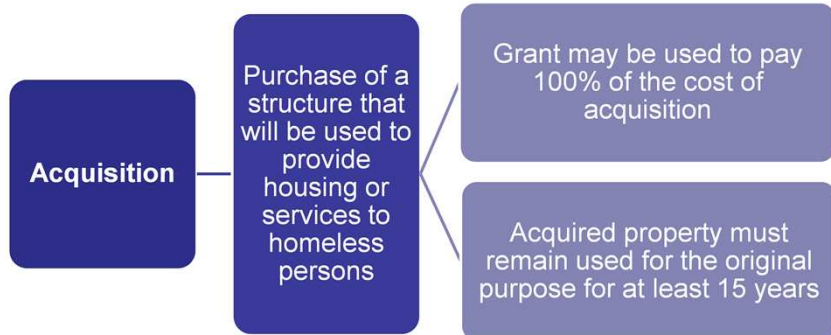 Acquisition
Purchase of a
structure that
will be used to
provide
housing or
services to
homeless
persons
Grant may be used to pay
100% of the cost of
acquisition
Acquired property must
remain used for the original
purpose for at least 15 years